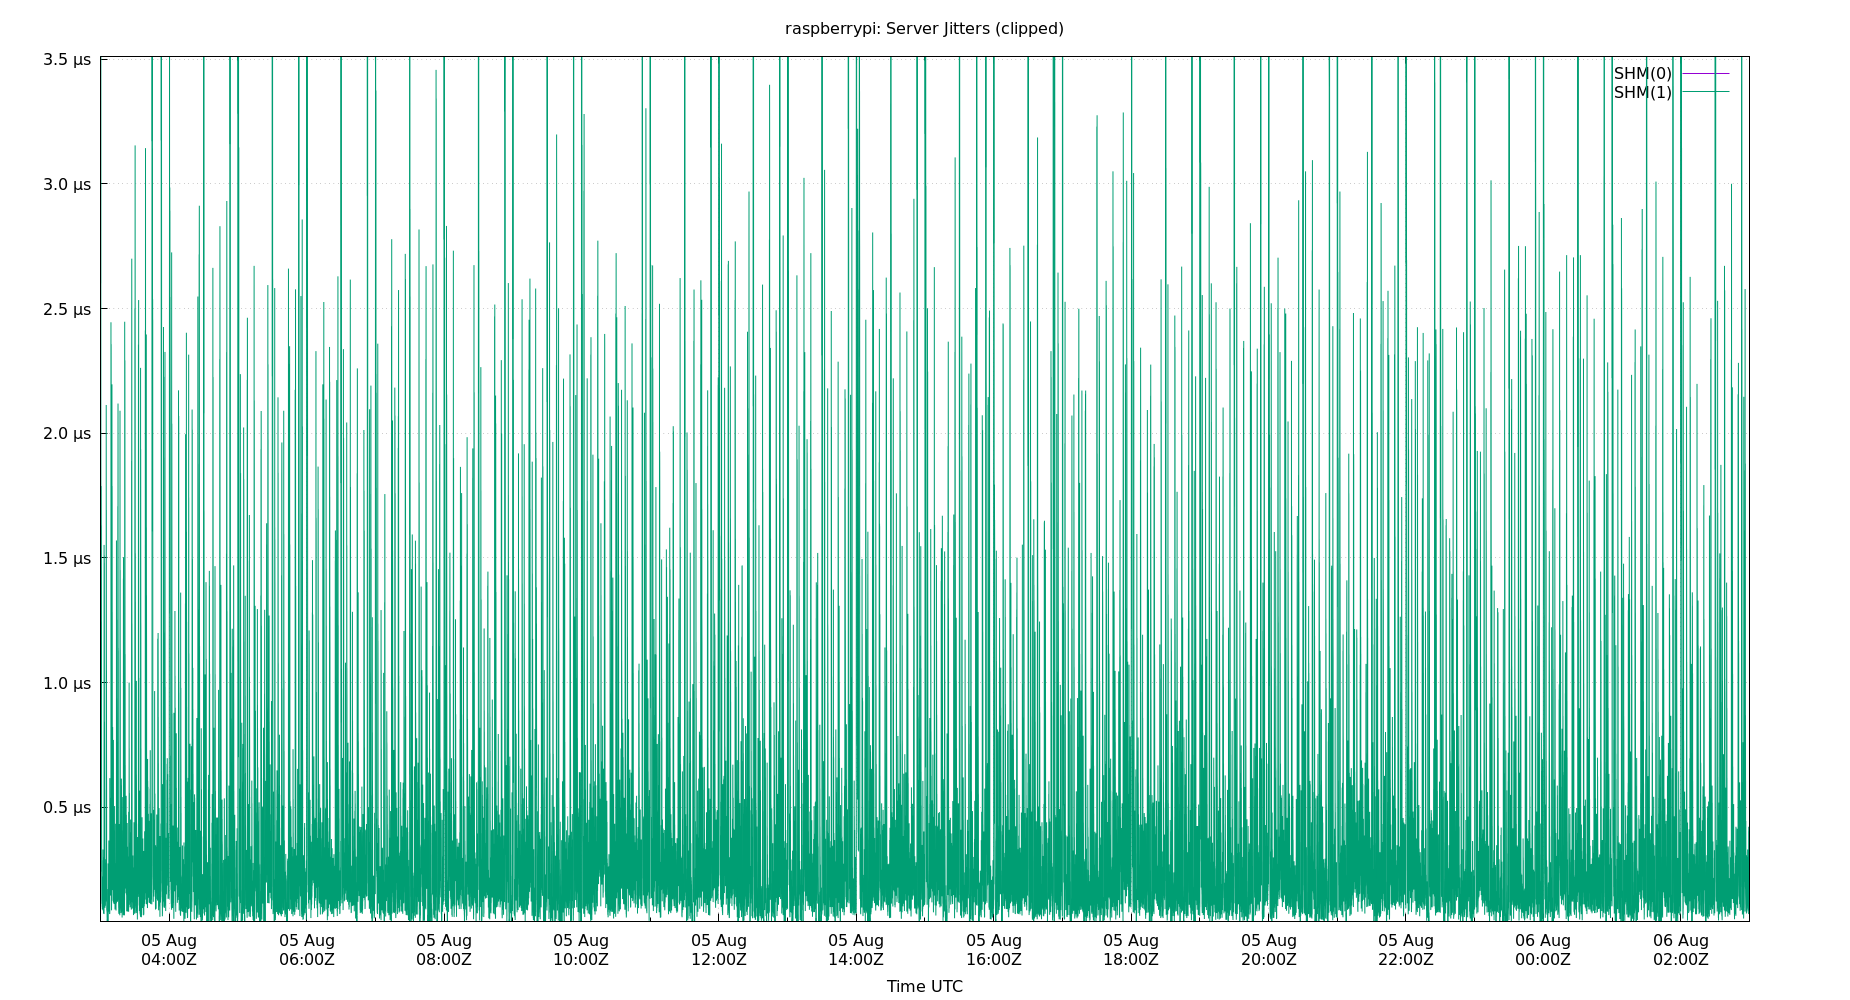 raspberrypi: Server Jitters (clipped)
3.5 µs
3.0 µs
2.5 µs
2.0 µs
1.5 µs
1.0 µs
0.5 µs
SHM(0)
SHM(1)
05 Aug 05 Aug 05 Aug 05 Aug 05 Aug 05 Aug 05 Aug 05 Aug 05 Aug 05 Aug 06 Aug 06 Aug
04:00Z 06:00Z 08:00Z 10:00Z 12:00Z 14:00Z 16:00Z 18:00Z 20:00Z 22:00Z 00:00Z 02:00Z
Time UTC